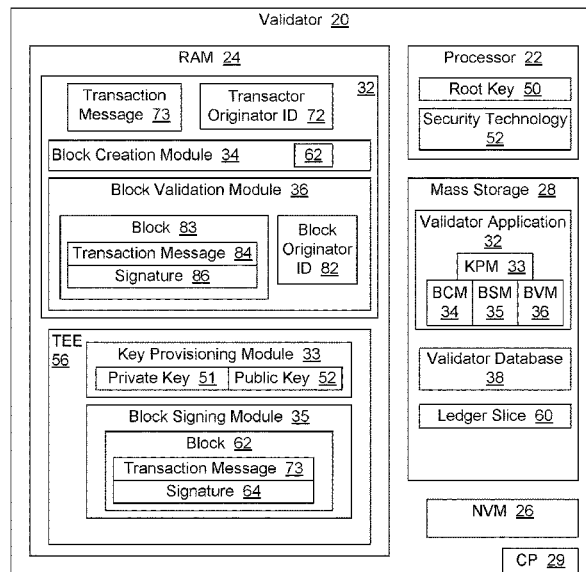 Validator 20
RAM 24
32
Transaction
Message 73
Transactor
Originator ID 72
Block Creation Module 34
62
Block Validation Module 36
Block 83
Transaction Message 84
Signature 86
Block
Originator
ID 82
TEE
56
Key Provisioning Module 33
Private Key 51
Public Key 52
Block Signing Module 35
Block 62
Transaction Message 73
Signature 64
Processor 22
Root Key 50
Security Technology
52
Mass Storage 28
Validator Application
32
KPM 33
BCM
34
BSM
35
BVM
36
Validator Database
38
Ledger Slice 60
NVM 26
CP 29